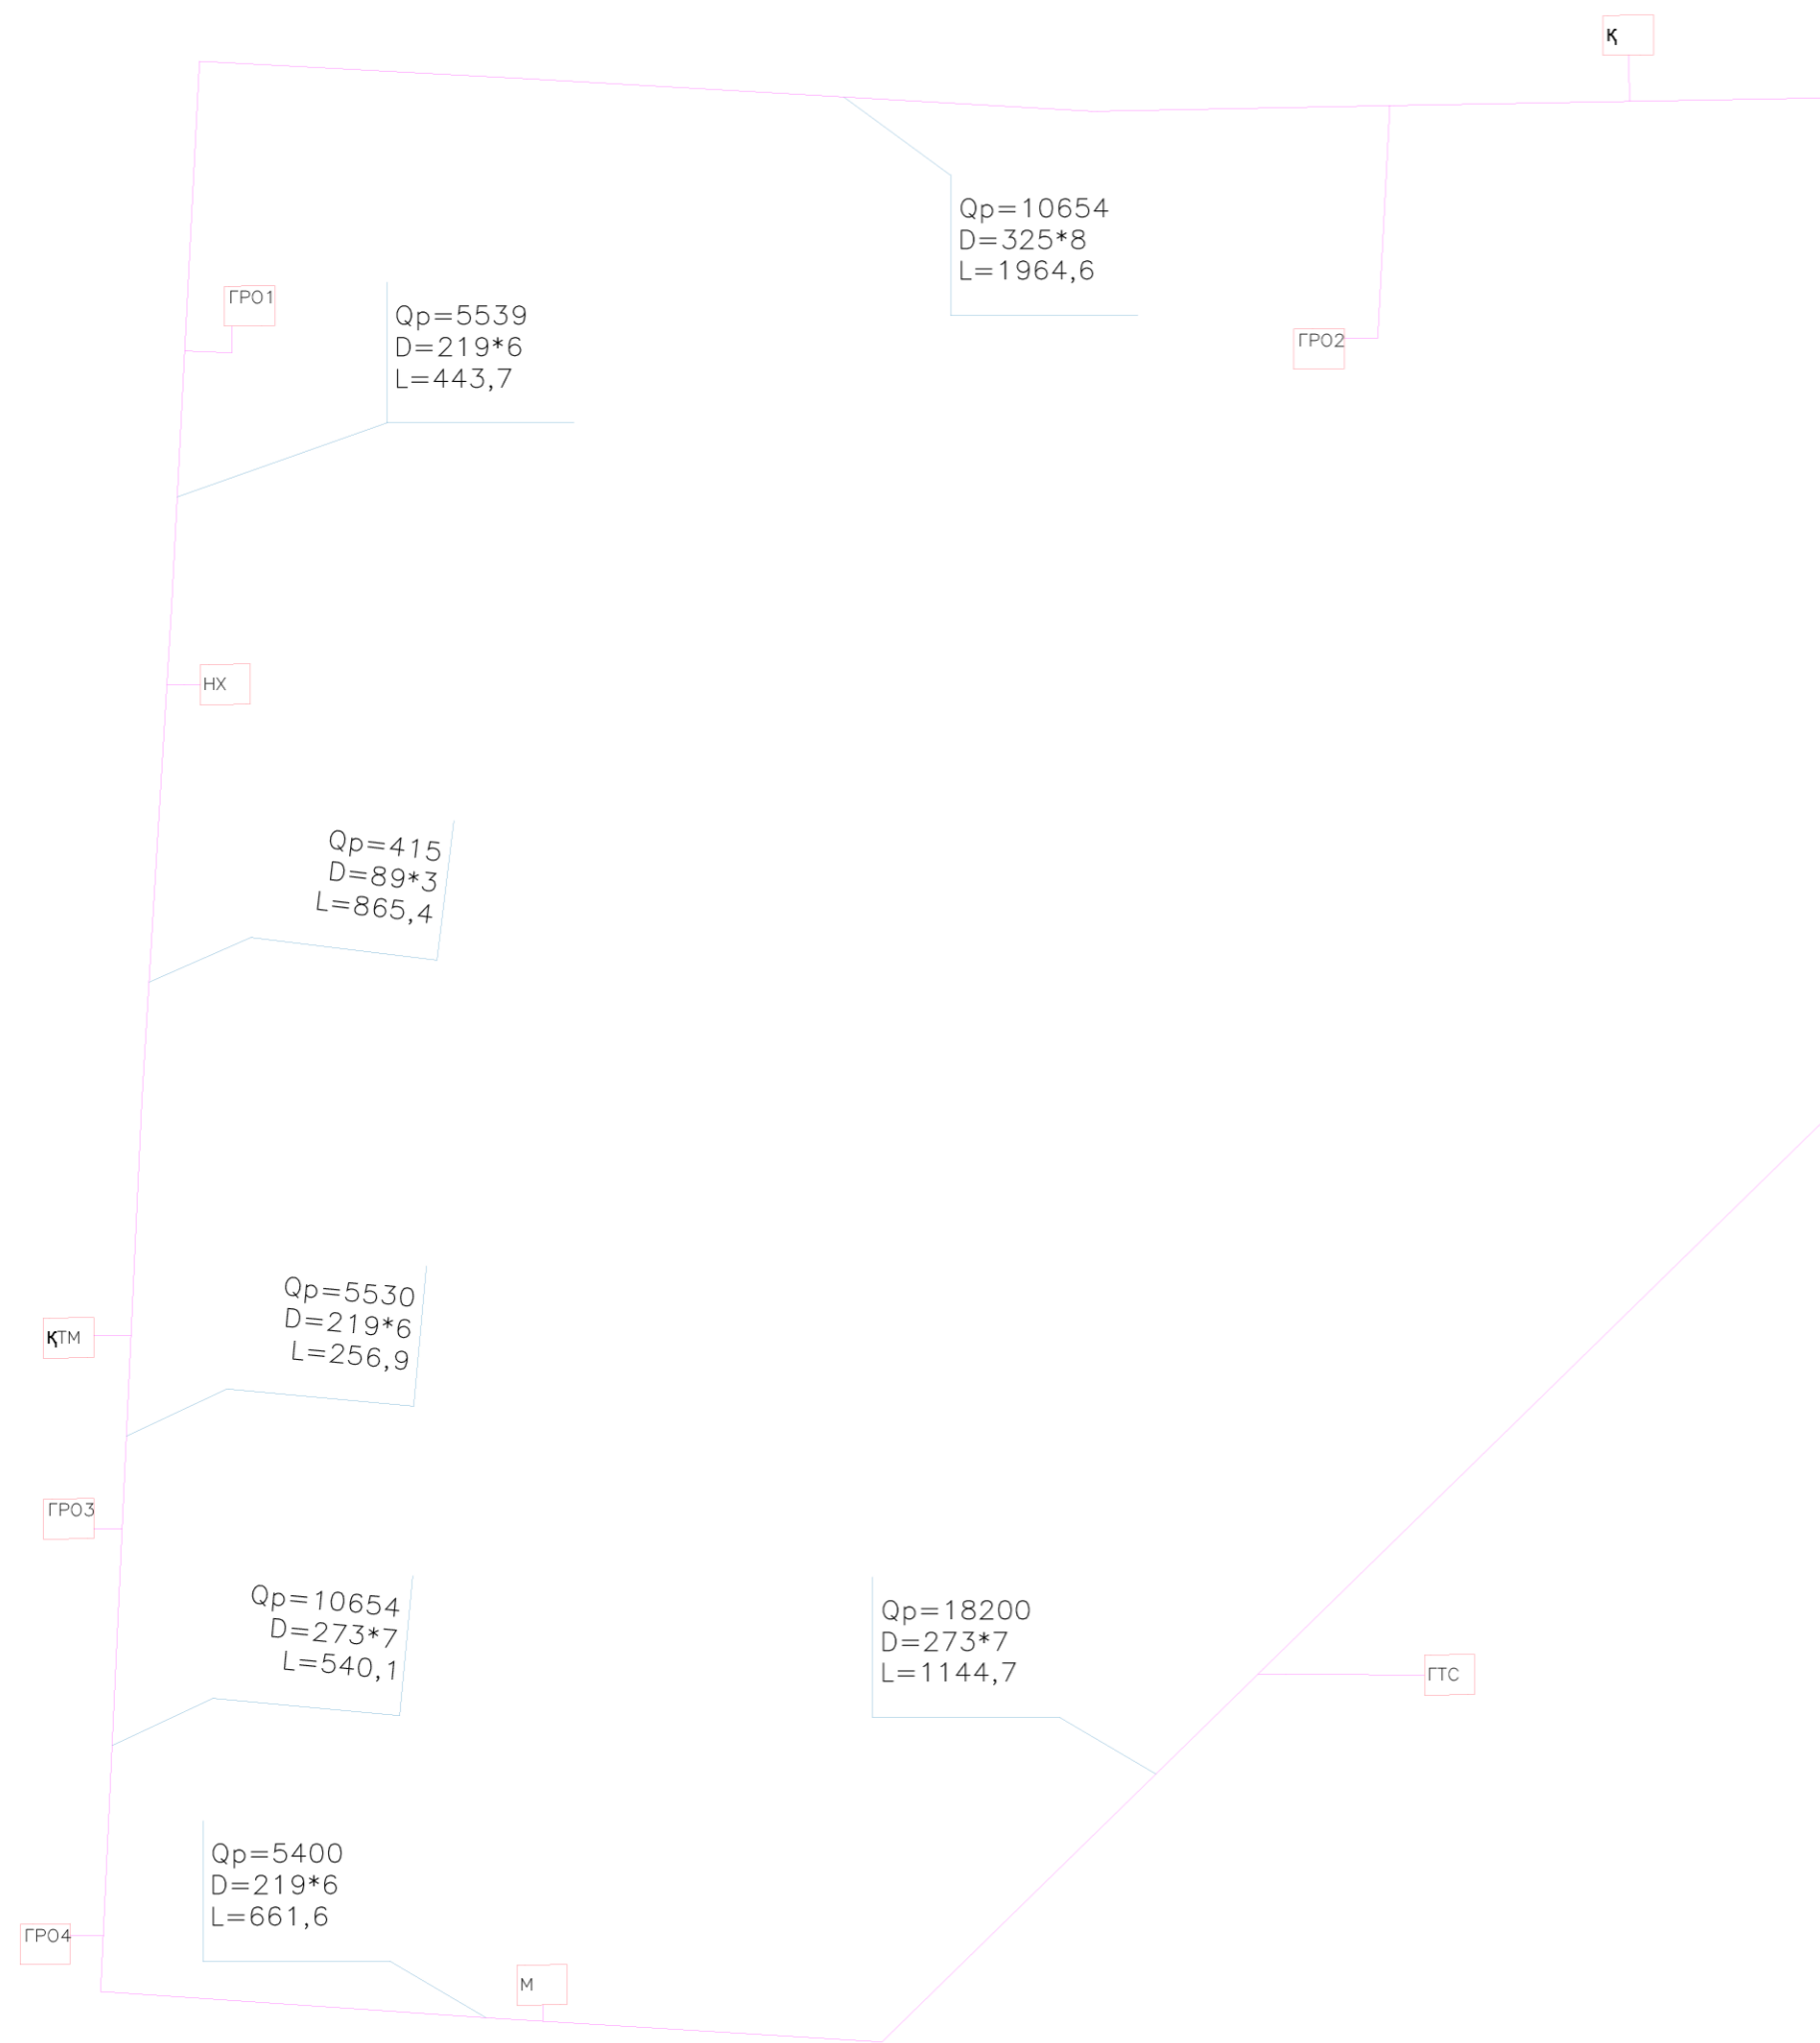 Қ
Qp=10654
D=325*8
L=1964,6
ГРО1
Qp=5539
D=219*6
L=443,7
ГРО2
НХ
Qp=415
D=89*3
L=865,4
Qp=5530
D=219*6
L=256,9
ҚТМ
ГРО3
Qp=10654
D=273*7
L=540,1
Qp=18200
D=273*7
L=1144,7
ГТС
Qp=5400
D=219*6
L=661,6
ГРО4
М